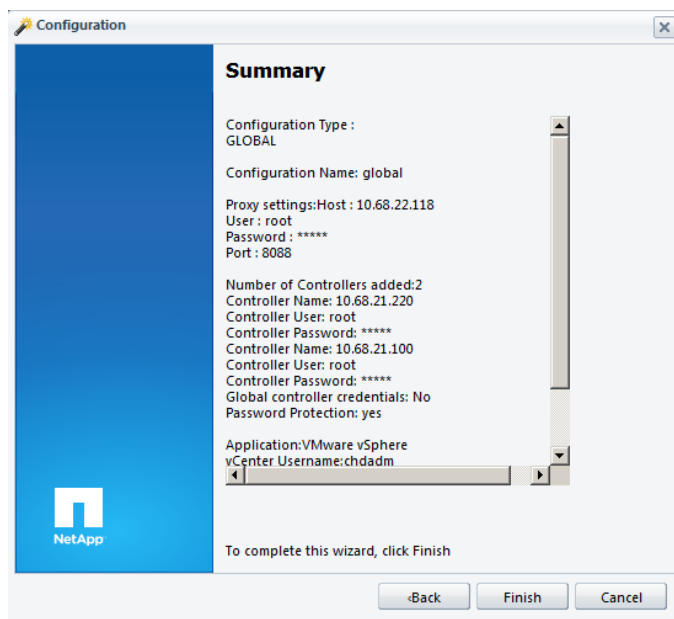 Configuration
Summary
Configuration Type :
GLOBAL
Configuration Name: global
Proxy settings:Host : 10.68.22.118
User : root
Password : *****
Port : 8088
Number of Controllers added:2
Controller Name: 10.68.21.220
Controller User: root
Controller Password: *****
Controller Name: 10.68.21.100
Controller User: root
Controller Password: *****
Global controller credentials: No
Password Protection: yes
Application:VMware vSphere
vCenter Username:chdadm
NetApp
To complete this wizard, click Finish
‹Back Finish Cancel